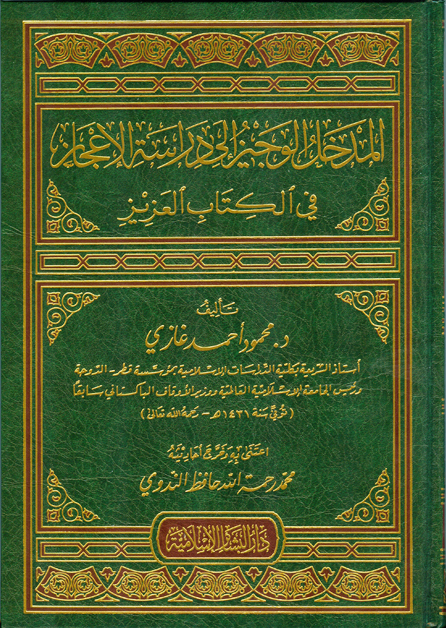 المدخل الوجيز إلى دراسة الإعجاز
في الكتاب العزيز
تأليف
د. محمود أحمد غازي
أستاذ الشريعة بكلية الدراسات الإسلامية بمؤسسة قطر - الدوحة
ورئيس الجامعة الإسلامية العالمية ووزير الأوقاف الباكستاني سابقًا
(توفي سنة ١٤٣١هـ - رحمه الله تعالى)
اعتنى به وخرج أحاديثه
محمد رحمة الله حافظ الندوي
دار البشائر الإسلامية